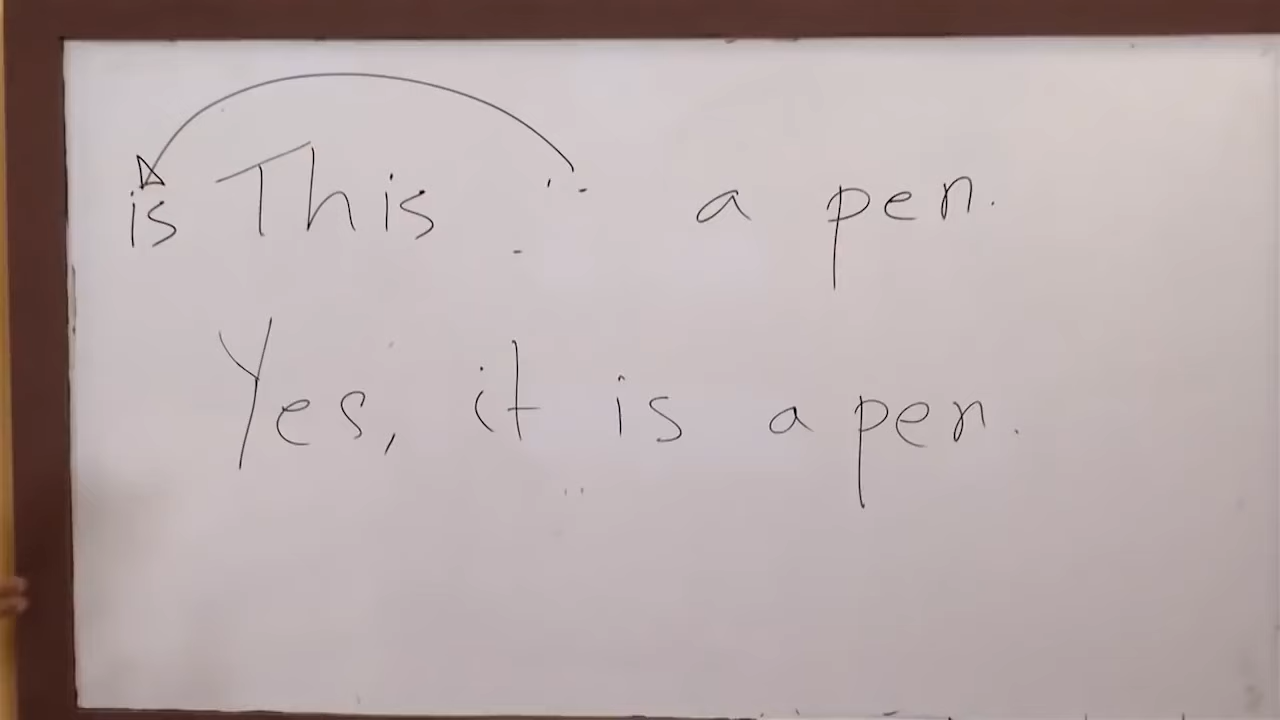 is This a pen.
Yes, it is a pen.